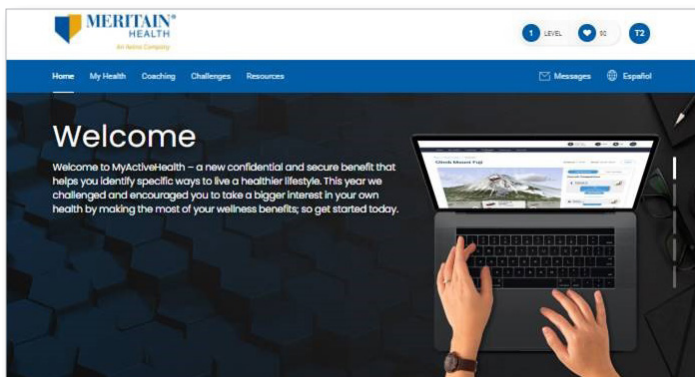 MERITAIN®
HEALTH
An Aetna Company
1 LEVEL
T2
Home My Health Coaching Challenges Resources
Messages Español
Welcome
Welcome to MyActiveHealth – a new confidential and secure benefit that
helps you identify specific ways to live a healthier lifestyle. This year we
challenged and encouraged you to take a bigger interest in your own
health by making the most of your wellness benefits; so get started today.
Climb Mount Fuji